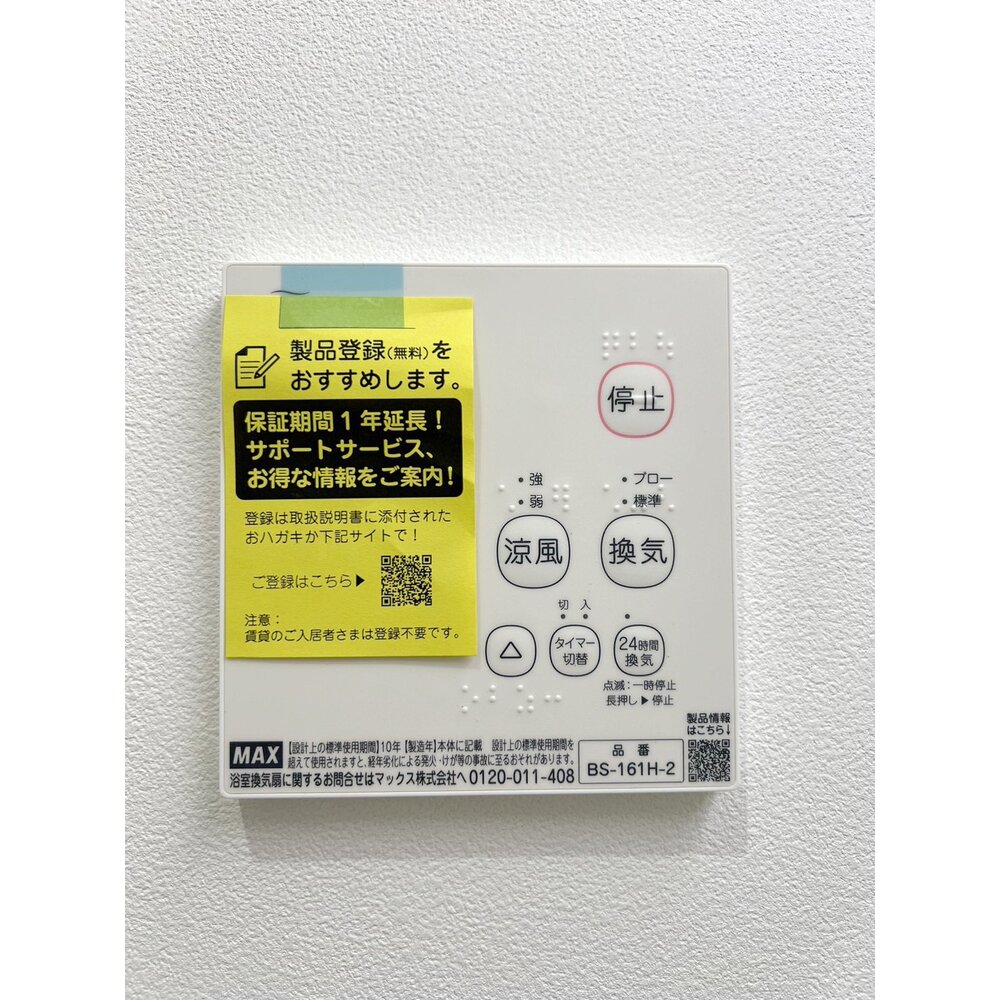 製品登録(無料)を
おすすめします。
保証期間1年延長！
サポートサービス、
お得な情報をご案内！
登録は取扱説明書に添付された
おハガキか下記サイトで！
ご登録はこちら▶
注意：
賃貸のご入居者さまは登録不要です。
停止
・強
・弱
涼風
・プロー
・標準
換気
切 入
△
タイマー
切替
24時間
換気
点滅：一時停止
長押し▶停止
製品情報
はこちら↓
MAX
【設計上の標準使用期間】10年【製造年】本体に記載 設計上の標準使用期間を
超えて使用されますと、経年劣化による発火・けが等の事故に至るおそれがあります。
浴室換気扇に関するお問合せはマックス株式会社へ 0120-011-408
品番
BS-161H-2